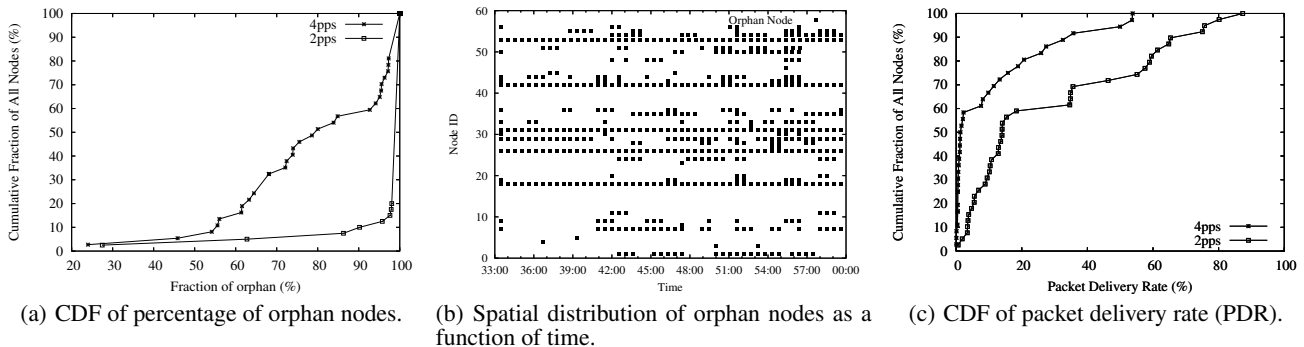 Cumulative Fraction of All Nodes (%)
100
90
80
70
60
50
40
30
20
10
0
4pps
2pps
20 30 40 50 60 70 80 90 100
Fraction of orphan (%)
(a) CDF of percentage of orphan nodes.
Node ID
60
50
40
30
20
10
0
Orphan Node
33:00 36:00 39:00 42:00 45:00 48:00 51:00 54:00 57:00 00:00
Time
(b) Spatial distribution of orphan nodes as a
function of time.
Cumulative Fraction of All Nodes (%)
100
90
80
70
60
50
40
30
20
10
0
4pps
2pps
0 20 40 60 80 100
Packet Delivery Rate (%)
(c) CDF of packet delivery rate (PDR).